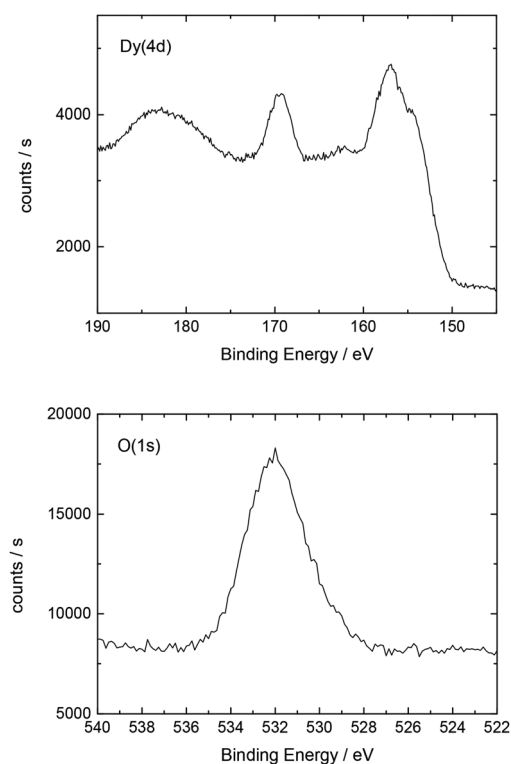 Dy(4d)
4000
2000
counts / s
190 180 170 160 150
Binding Energy / eV
20000
O(1s)
15000
10000
5000
counts / s
540 538 536 534 532 530 528 526 524 522
Binding Energy / eV